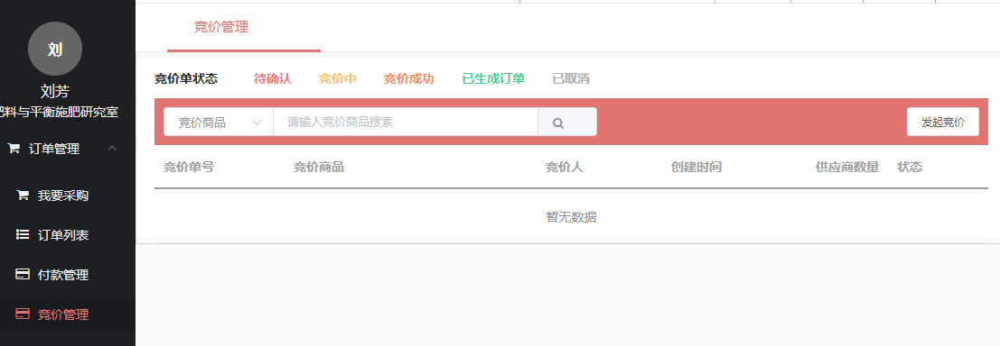 刘
刘芳
肥料与平衡施肥研究室
订单管理
我要采购
订单列表
付款管理
竞价管理
竞价管理
竞价单状态 待确认 竞价中 竞价成功 已生成订单 已取消
竞价商品 请输入竞价商品搜索 发起竞价
竞价单号 竞价商品 竞价人 创建时间 供应商数量 状态
暂无数据